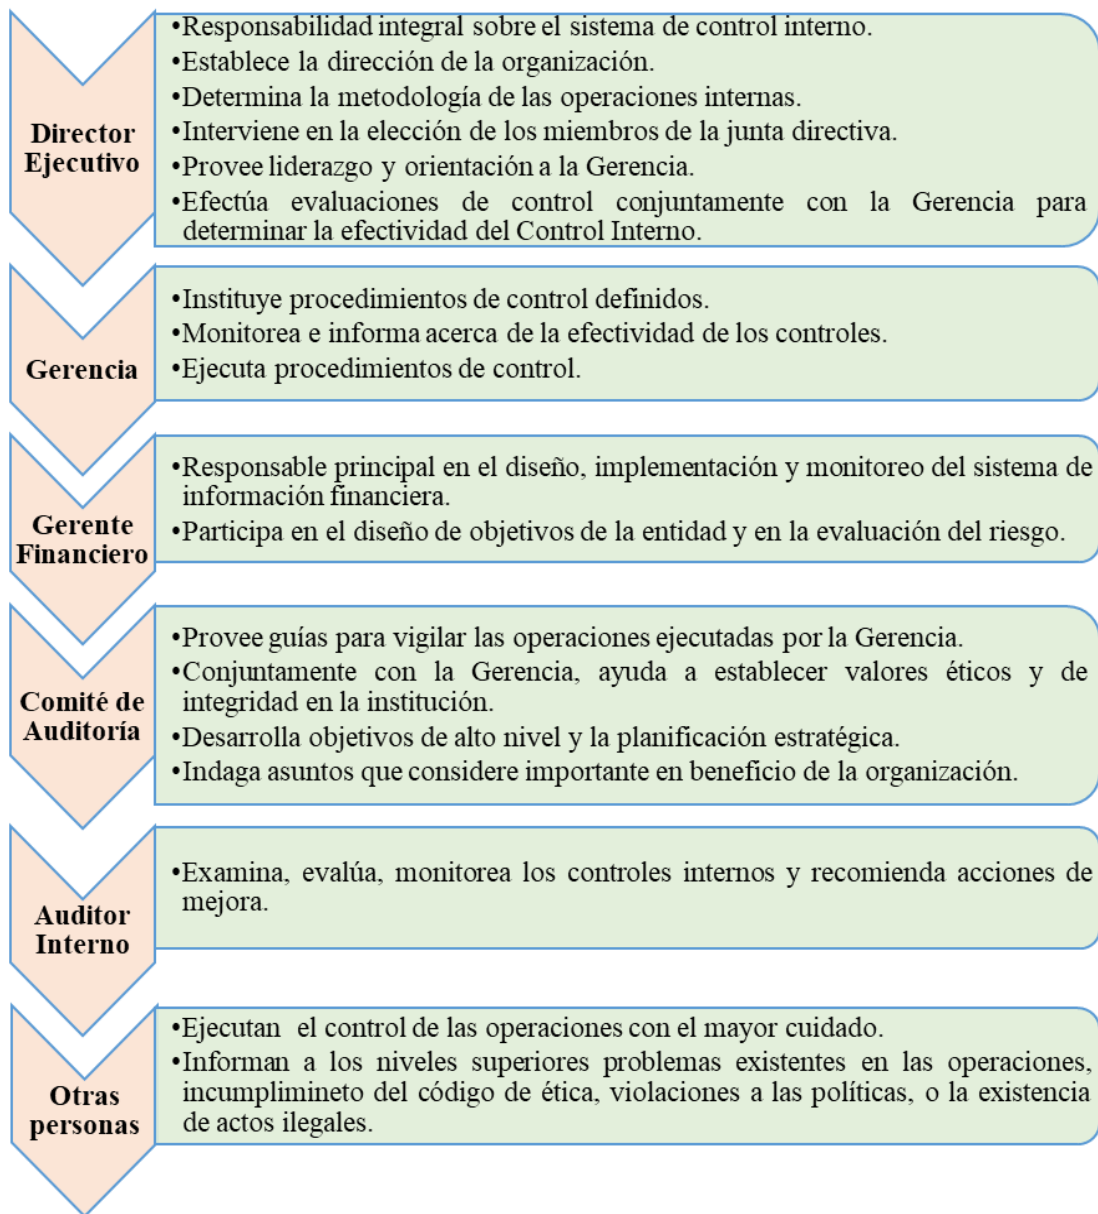 Director
Ejecutivo
•Responsabilidad integral sobre el sistema de control interno.
•Establece la dirección de la organización.
•Determina la metodología de las operaciones internas.
•Interviene en la elección de los miembros de la junta directiva.
•Provee liderazgo y orientación a la Gerencia.
•Efectúa evaluaciones de control conjuntamente con la Gerencia para
determinar la efectividad del Control Interno.
Gerencia
•Instituye procedimientos de control definidos.
•Monitorea e informa acerca de la efectividad de los controles.
•Ejecuta procedimientos de control.
Gerente
Financiero
•Responsable principal en el diseño, implementación y monitoreo del sistema de
información financiera.
•Participa en el diseño de objetivos de la entidad y en la evaluación del riesgo.
Comité de
Auditoría
•Provee guías para vigilar las operaciones ejecutadas por la Gerencia.
•Conjuntamente con la Gerencia, ayuda a establecer valores éticos y de
integridad en la institución.
•Desarrolla objetivos de alto nivel y la planificación estratégica.
•Indaga asuntos que considere importante en beneficio de la organización.
Auditor
Interno
•Examina, evalúa, monitorea los controles internos y recomienda acciones de
mejora.
Otras
personas
•Ejecutan el control de las operaciones con el mayor cuidado.
•Informan a los niveles superiores problemas existentes en las operaciones,
incumplimineto del código de ética, violaciones a las políticas, o la existencia
de actos ilegales.